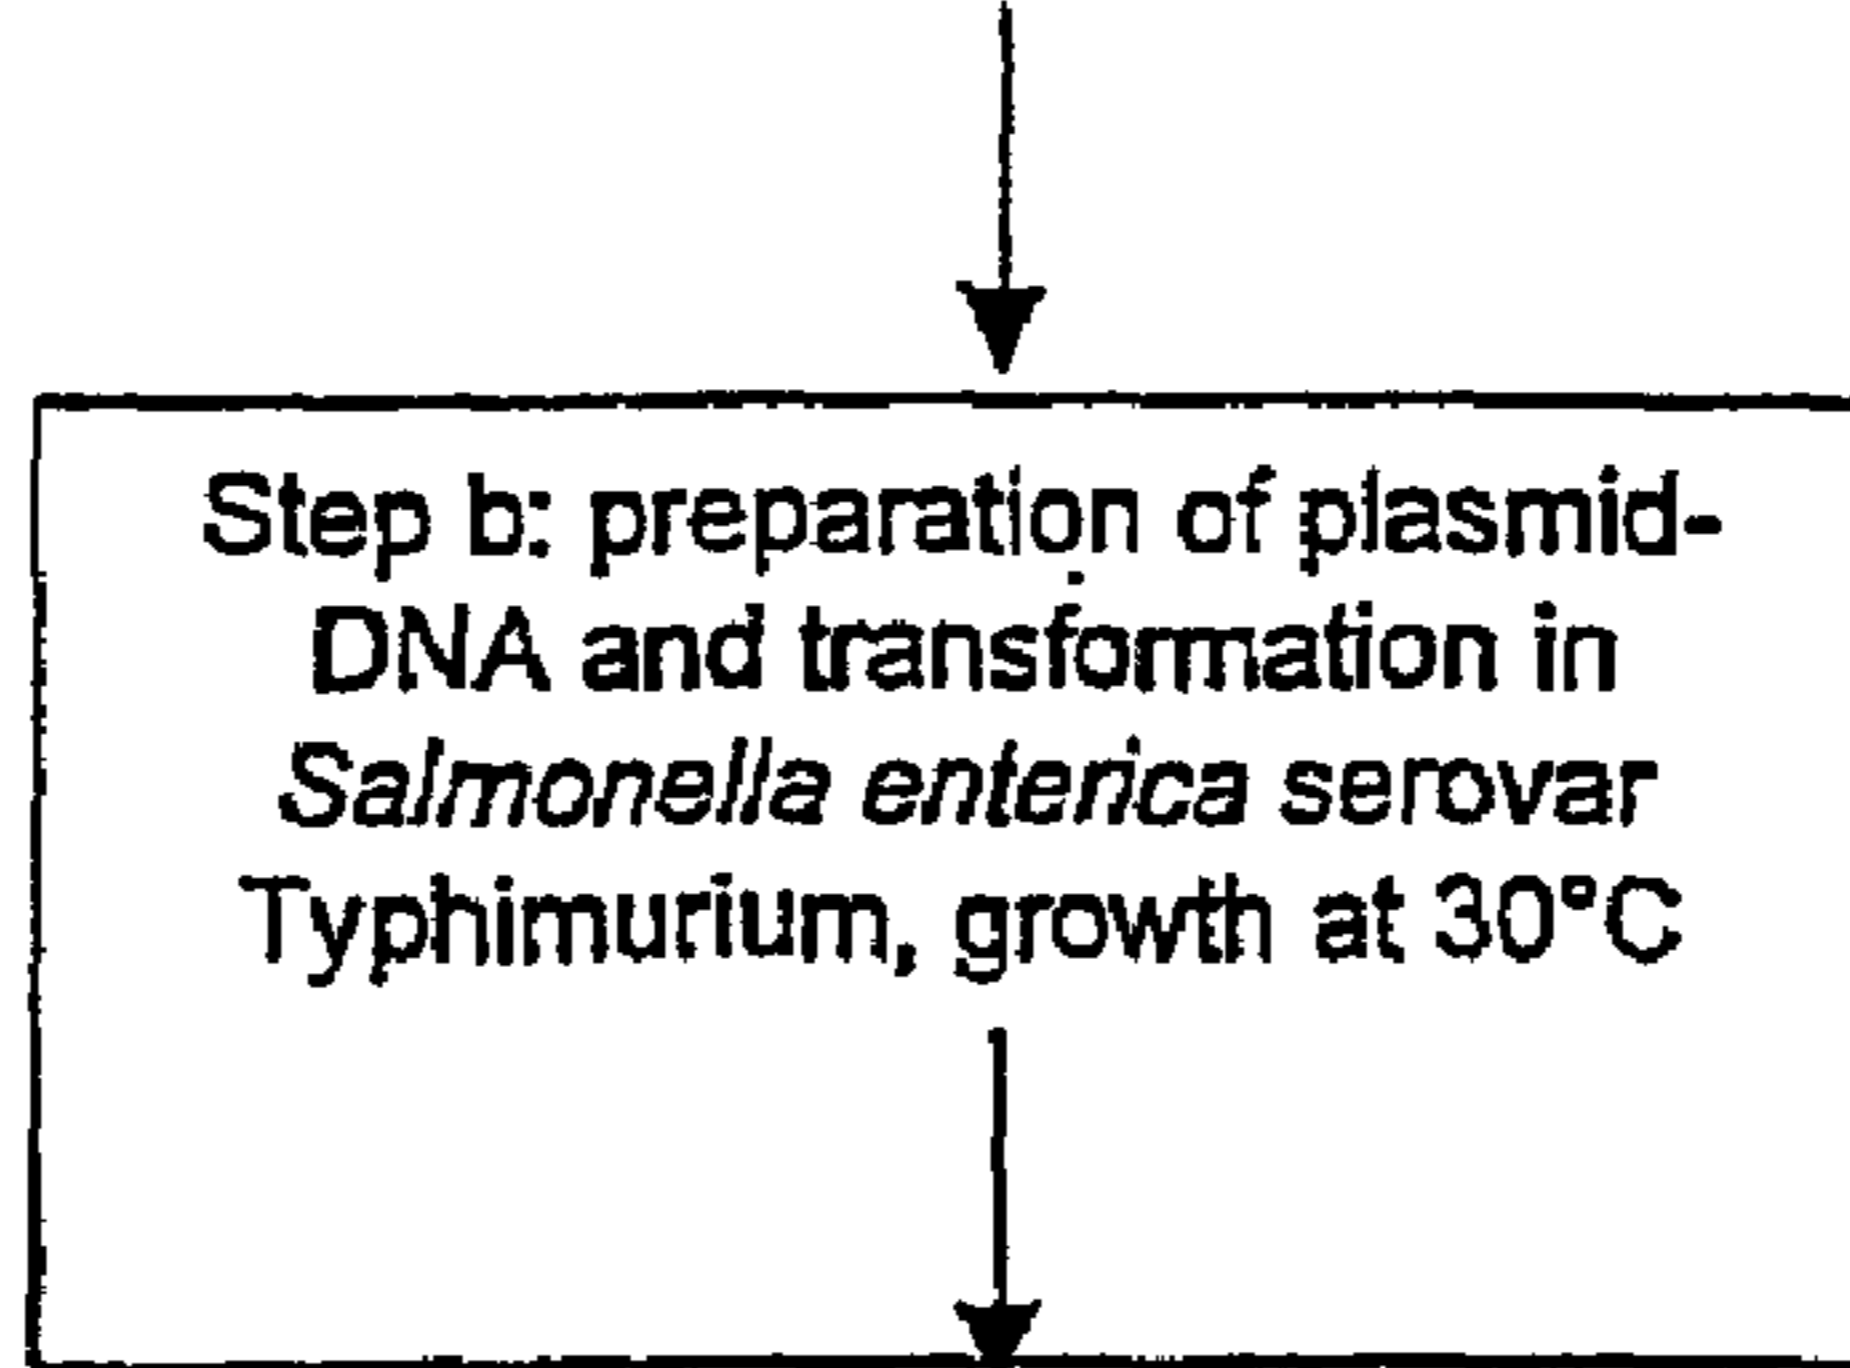 Step b: preparation of plasmid-
DNA and transformation in
Salmonella enterica serovar
Typhimurium, growth at 30°C